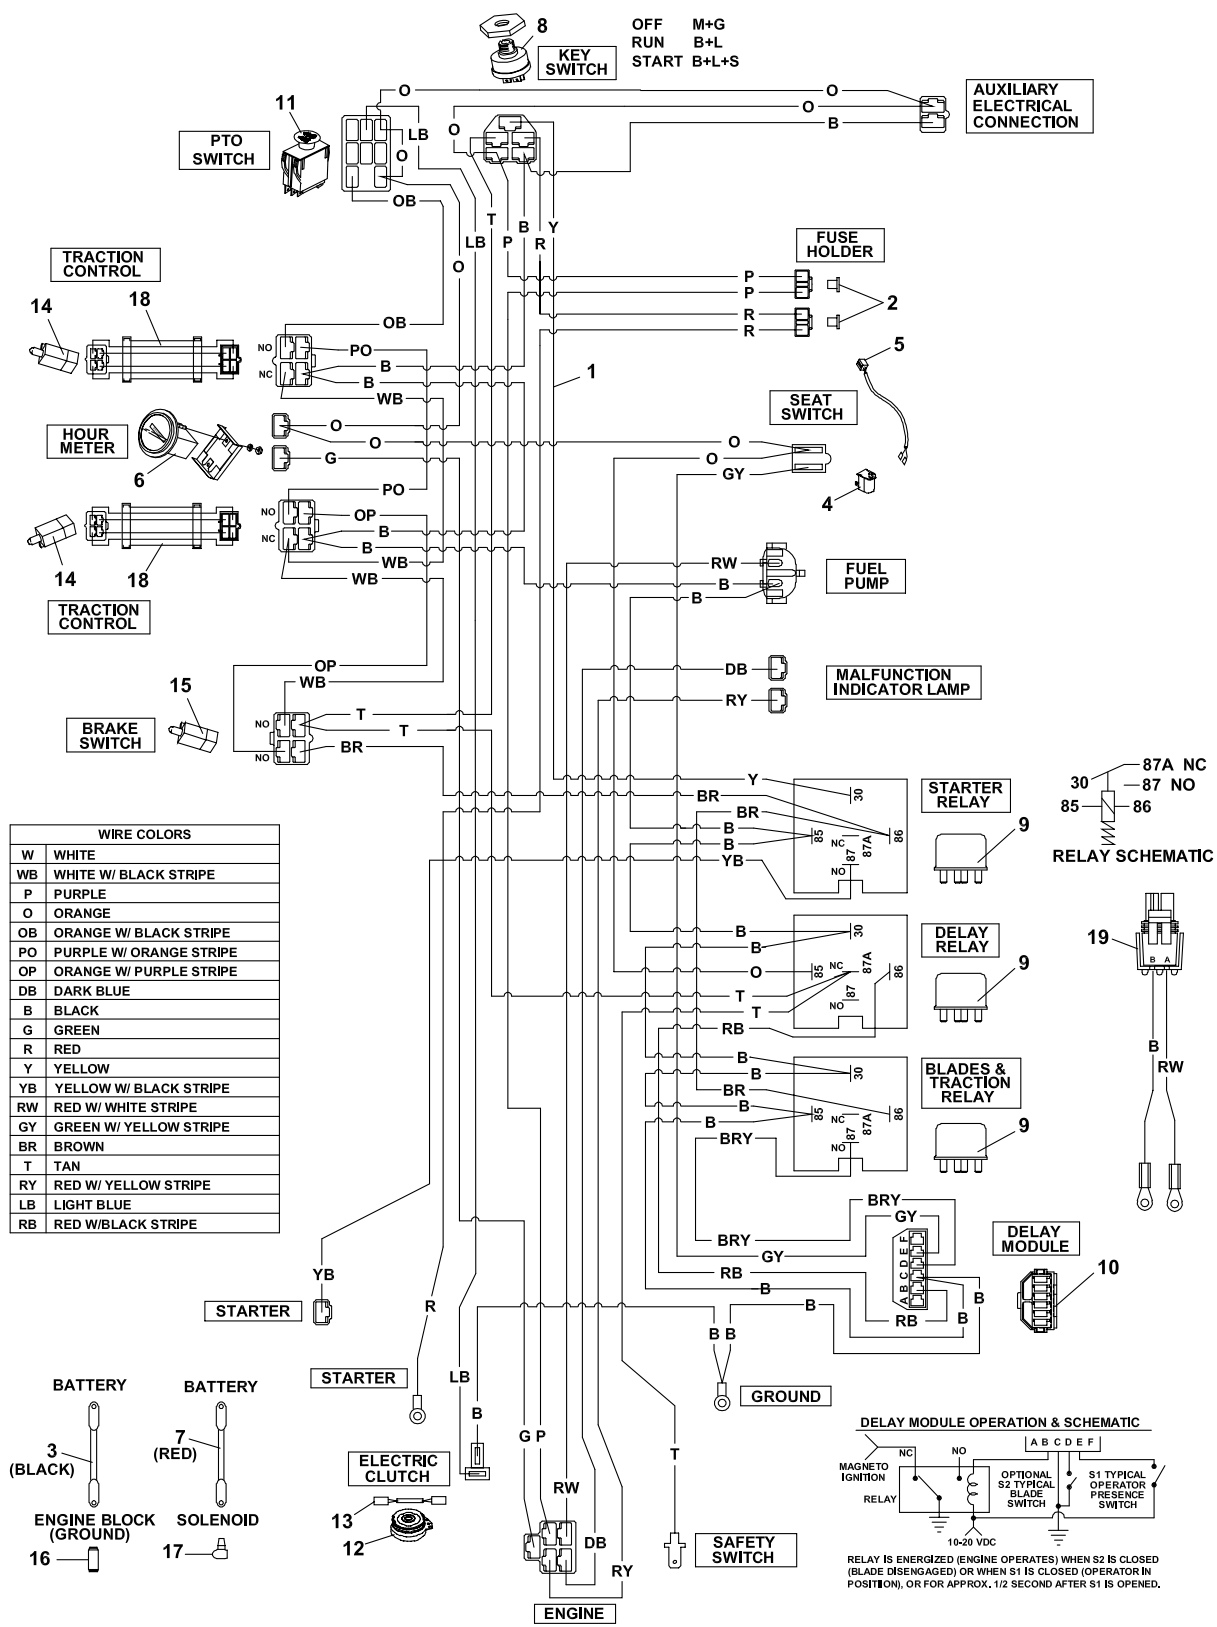 8
OFF M+G
RUN B+L
START B+L+S
KEY
SWITCH
11
PTO
SWITCH
O
O
O
LB
O
O
O
B
AUXILIARY
ELECTRICAL
CONNECTION
OB
T
LB
P
B
R
Y
O
FUSE
HOLDER
P
P
R
R
2
TRACTION
CONTROL
14
18
OB
NO
NC
PO
B
B
WB
1
5
SEAT
SWITCH
HOUR
METER
6
O
O
G
O
O
GY
4
PO
NO
NC
OP
B
B
WB
WB
14
18
TRACTION
CONTROL
RW
B
B
FUEL
PUMP
OP
WB
DB
RY
MALFUNCTION
INDICATOR LAMP
15
BRAKE
SWITCH
NO
NO
T
T
BR
Y
BR
BR
B
B
YB
30
85
86
87A
87
NC
NO
STARTER
RELAY
9
30
85
86
87A NC
87 NO
RELAY SCHEMATIC
B
B
O
T
T
RB
30
85
86
87A
87
NC
NO
DELAY
RELAY
9
19
B A
B
RW
B
B
BR
B
B
BRY
30
85
86
87A
87
NC
NO
BLADES &
TRACTION
RELAY
9
WIRE COLORS
W WHITE
WB WHITE W/ BLACK STRIPE
P PURPLE
O ORANGE
OB ORANGE W/ BLACK STRIPE
PO PURPLE W/ ORANGE STRIPE
OP ORANGE W/ PURPLE STRIPE
DB DARK BLUE
B BLACK
G GREEN
R RED
Y YELLOW
YB YELLOW W/ BLACK STRIPE
RW RED W/ WHITE STRIPE
GY GREEN W/ YELLOW STRIPE
BR BROWN
T TAN
RY RED W/ YELLOW STRIPE
LB LIGHT BLUE
RB RED W/BLACK STRIPE
BRY
GY
BRY
GY
RB
B
B
RB
B
B
A B C D E F
DELAY
MODULE
10
YB
STARTER
R
STARTER
LB
B
B B
GROUND
BATTERY
3
(BLACK)
ENGINE BLOCK
(GROUND)
16
BATTERY
7
(RED)
SOLENOID
17
ELECTRIC
CLUTCH
13
12
G P
RW
DB
RY
ENGINE
T
SAFETY
SWITCH
DELAY MODULE OPERATION & SCHEMATIC
A B C D E F
NC
NO
MAGNETO
IGNITION
RELAY
OPTIONAL
S2 TYPICAL
BLADE
SWITCH
S1 TYPICAL
OPERATOR
PRESENCE
SWITCH
10-20 VDC
RELAY IS ENERGIZED (ENGINE OPERATES) WHEN S2 IS CLOSED
(BLADE DISENGAGED) OR WHEN S1 IS CLOSED (OPERATOR IN
POSITION), OR FOR APPROX. 1/2 SECOND AFTER S1 IS OPENED.